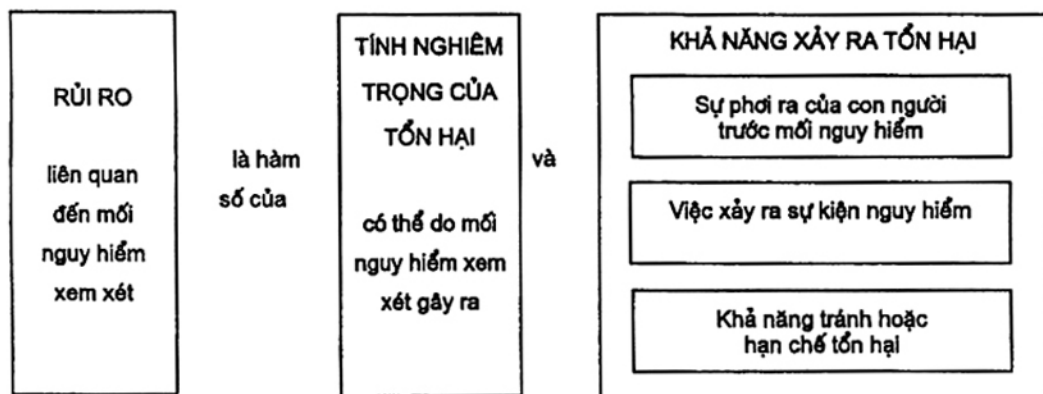 RỦI RO
liên quan
đến mối
nguy hiểm
xem xét
là hàm
số của
TÍNH NGHIÊM
TRỌNG CỦA
TỔN HẠI
có thể do mối
nguy hiểm xem
xét gây ra
và
KHẢ NĂNG XẢY RA TỔN HẠI
Sự phơi ra của con người
trước mối nguy hiểm
Việc xảy ra sự kiện nguy hiểm
Khả năng tránh hoặc
hạn chế tổn hại